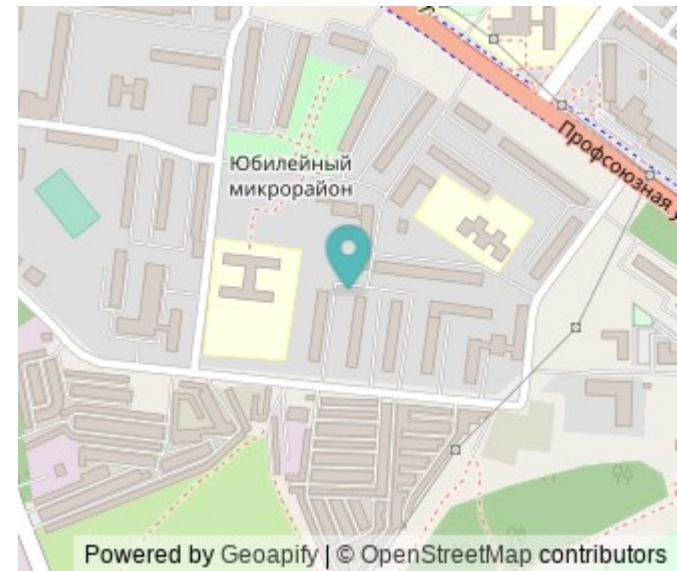 Профсоюзная у
Юбилейный
микрорайон
Powered by Geoapify | © OpenStreetMap contributors